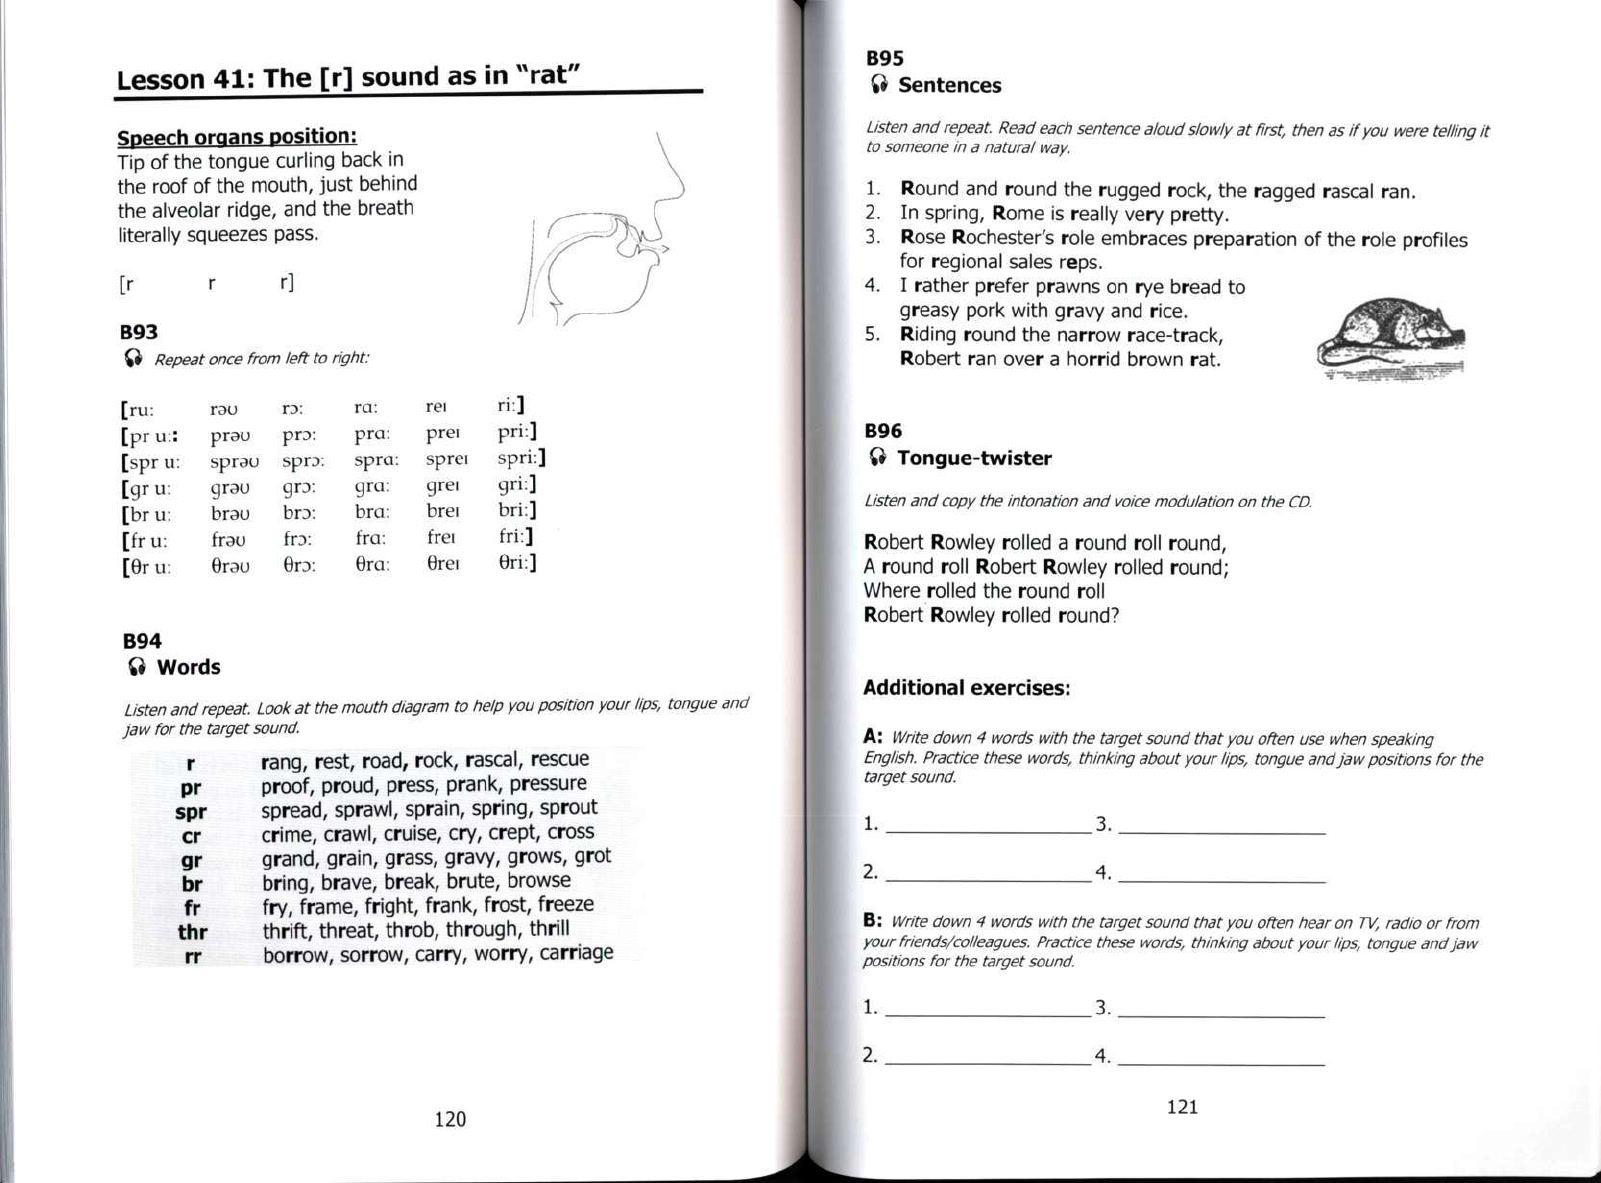 Lesson 41: The [r] sound as in "rat"
Speech organs position:
Tip of the tongue curling back in
the roof of the mouth, just behind
the alveolar ridge, and the breath
literally squeezes pass.
[r r r]
B93
Repeat once from left to right:
[ru: rəʊ rɔ: rɑ: reɪ ri:]
[pr u:: prəʊ prɔ: prɑ: preɪ pri:]
[spr u: sprəʊ sprɔ: sprɑ: spreɪ spri:]
[gr u: grəʊ grɔ: grɑ: greɪ gri:]
[br u: brəʊ brɔ: brɑ: breɪ bri:]
[fr u: frəʊ frɔ: frɑ: freɪ fri:]
[θr u: θrəʊ θrɔ: θrɑ: θreɪ θri:]
B94
Words
Listen and repeat. Look at the mouth diagram to help you position your lips, tongue and
jaw for the target sound.
r rang, rest, road, rock, rascal, rescue
pr proof, proud, press, prank, pressure
spr spread, sprawl, sprain, spring, sprout
cr crime, crawl, cruise, cry, crept, cross
gr grand, grain, grass, gravy, grows, grot
br bring, brave, break, brute, browse
fr fry, frame, fright, frank, frost, freeze
thr thrift, threat, throb, through, thrill
rr borrow, sorrow, carry, worry, carriage
120
B95
Sentences
Listen and repeat. Read each sentence aloud slowly at first, then as if you were telling it
to someone in a natural way.
1. Round and round the rugged rock, the ragged rascal ran.
2. In spring, Rome is really very pretty.
3. Rose Rochester's role embraces preparation of the role profiles
for regional sales reps.
4. I rather prefer prawns on rye bread to
greasy pork with gravy and rice.
5. Riding round the narrow race-track,
Robert ran over a horrid brown rat.
B96
Tongue-twister
Listen and copy the intonation and voice modulation on the CD.
Robert Rowley rolled a round roll round,
A round roll Robert Rowley rolled round;
Where rolled the round roll
Robert Rowley rolled round?
Additional exercises:
A: Write down 4 words with the target sound that you often use when speaking
English. Practice these words, thinking about your lips, tongue and jaw positions for the
target sound.
1. ____________________ 3. ____________________
2. ____________________ 4. ____________________
B: Write down 4 words with the target sound that you often hear on TV, radio or from
your friends/colleagues. Practice these words, thinking about your lips, tongue and jaw
positions for the target sound.
1. ____________________ 3. ____________________
2. ____________________ 4. ____________________
121